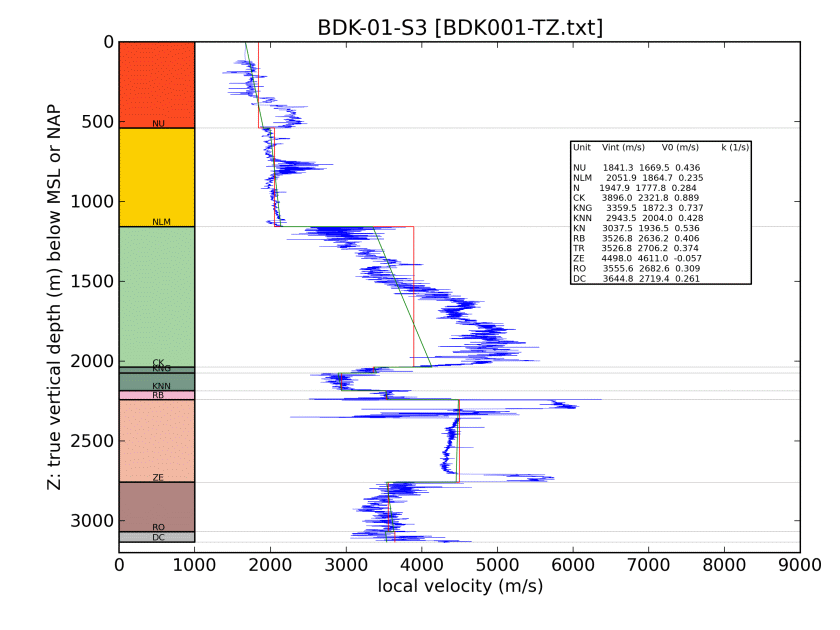 BDK-01-S3 [BDK001-TZ.txt]
Z: true vertical depth (m) below MSL or NAP
0
500
1000
1500
2000
2500
3000
NU
NLM
CK
KNG
KNN
RB
ZE
RO
DC
Unit Vint (m/s) V0 (m/s) k (1/s)
NU 1841.3 1669.5 0.436
NLM 2051.9 1864.7 0.235
N 1947.9 1777.8 0.284
CK 3896.0 2321.8 0.889
KNG 3359.5 1872.3 0.737
KNN 2943.5 2004.0 0.428
KN 3037.5 1936.5 0.536
RB 3526.8 2636.2 0.406
TR 3526.8 2706.2 0.374
ZE 4498.0 4611.0 -0.057
RO 3555.6 2682.6 0.309
DC 3644.8 2719.4 0.261
0 1000 2000 3000 4000 5000 6000 7000 8000 9000
local velocity (m/s)